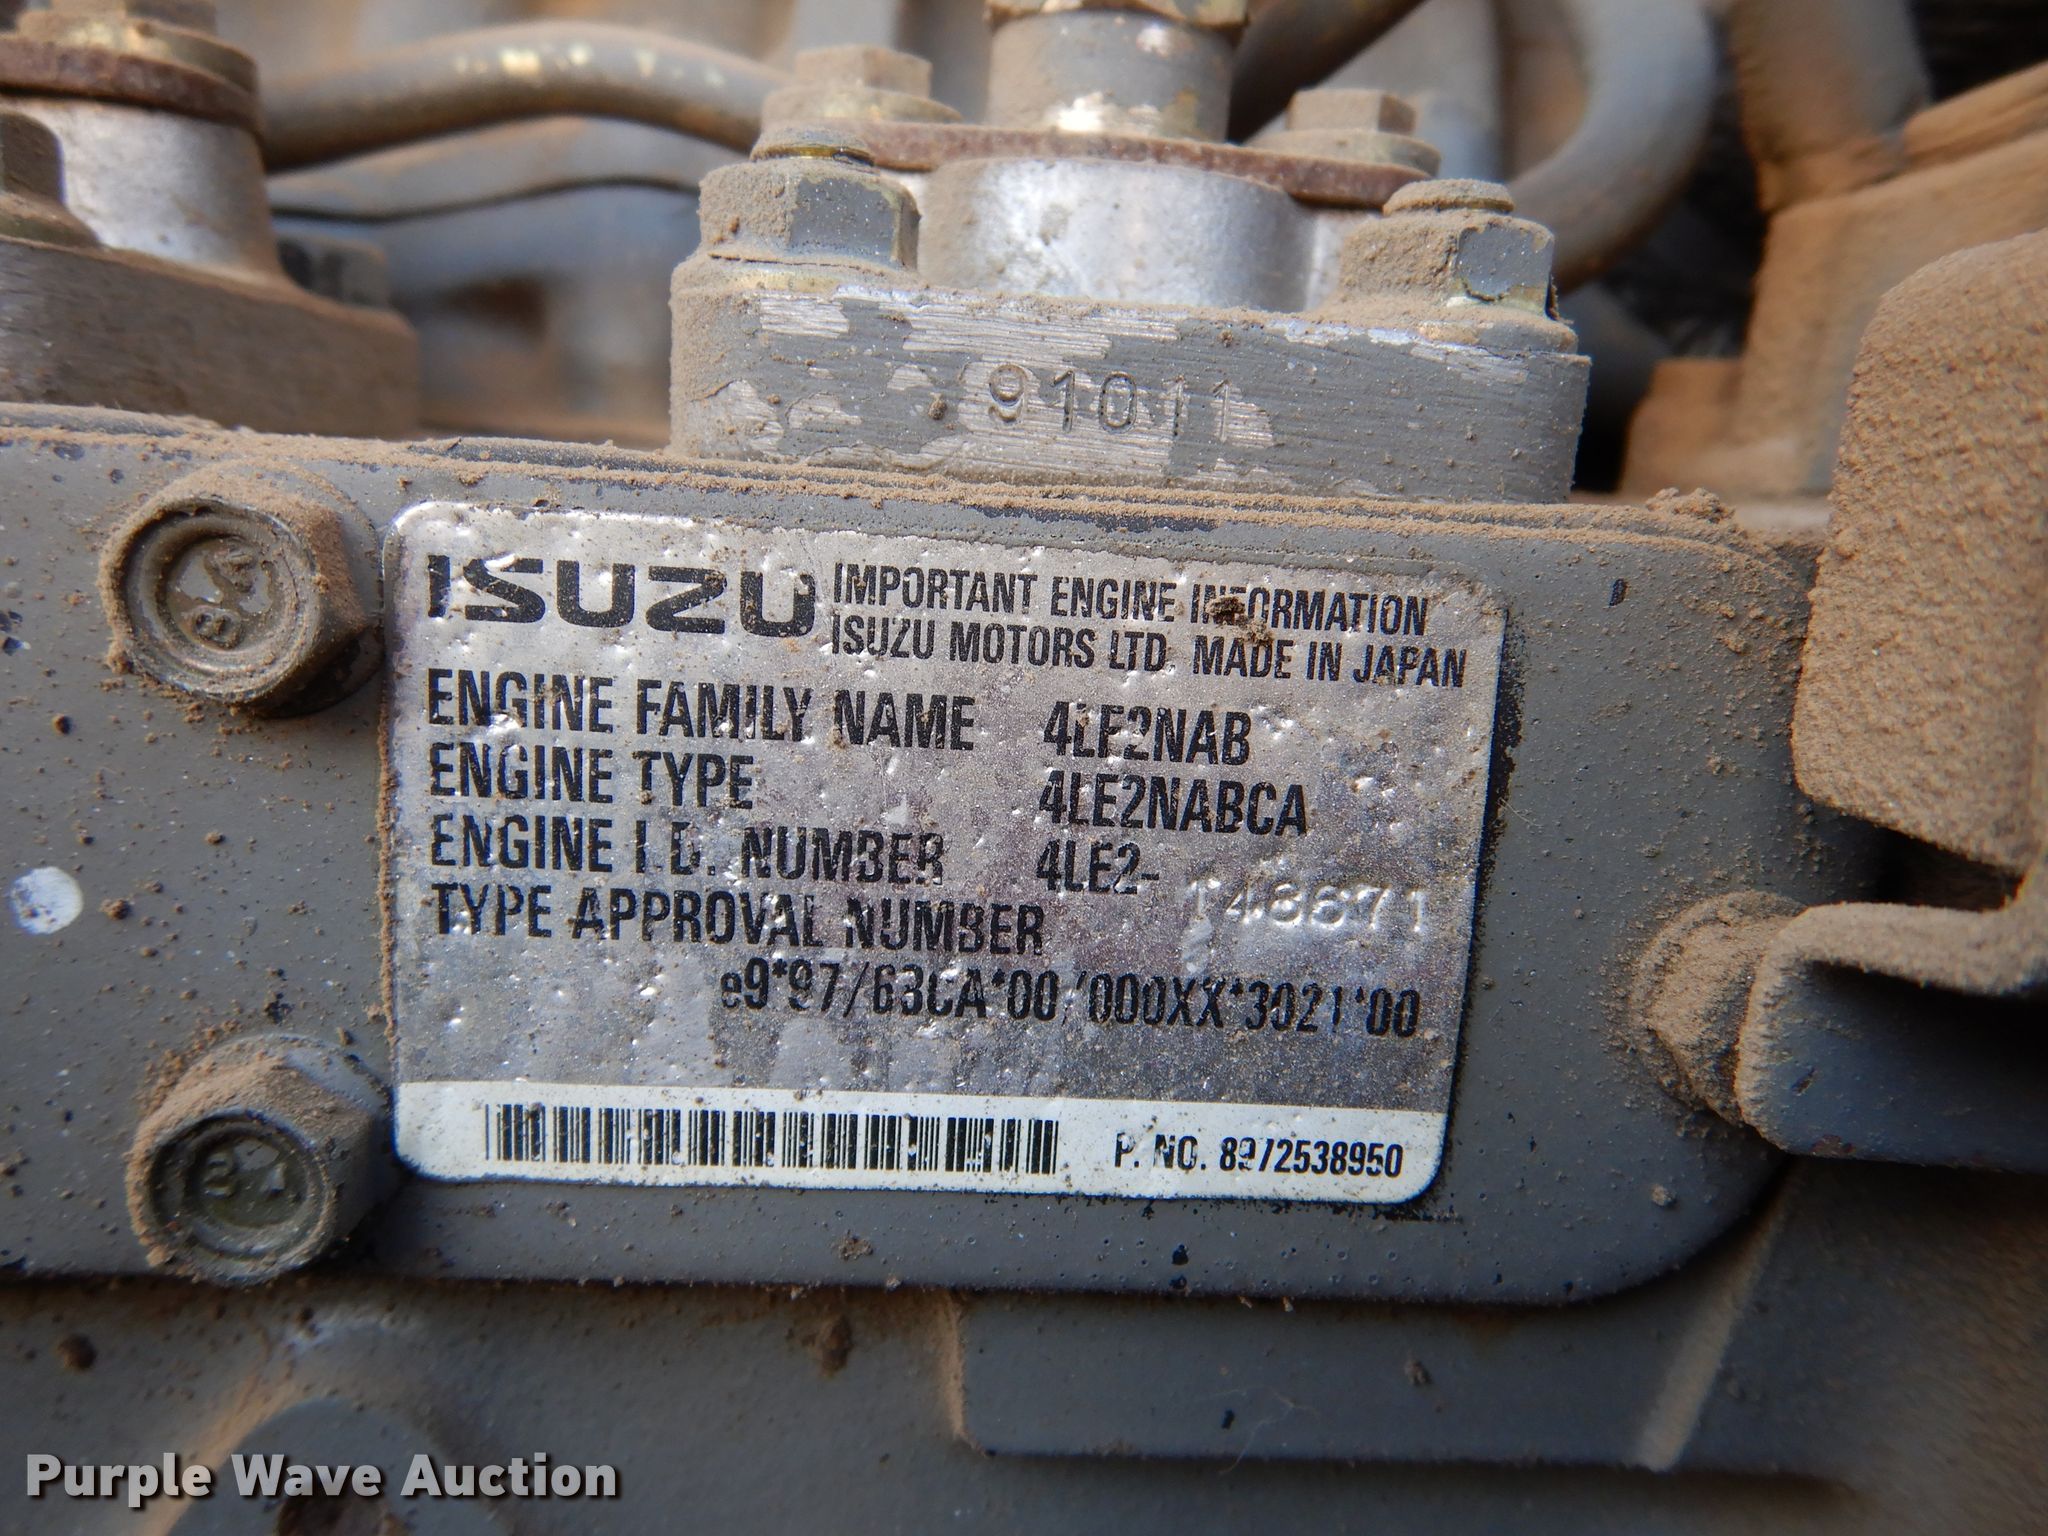 91011
ISUZU IMPORTANT ENGINE INFORMATION
ISUZU MOTORS LTD. MADE IN JAPAN
ENGINE FAMILY NAME 4LE2NAB
ENGINE TYPE 4LE2NABCA
ENGINE I.D. NUMBER 4LE2-
TYPE APPROVAL NUMBER
e9*97/68CA*00/000XX*3021*00
P. NO. 8972538950
Purple Wave Auction